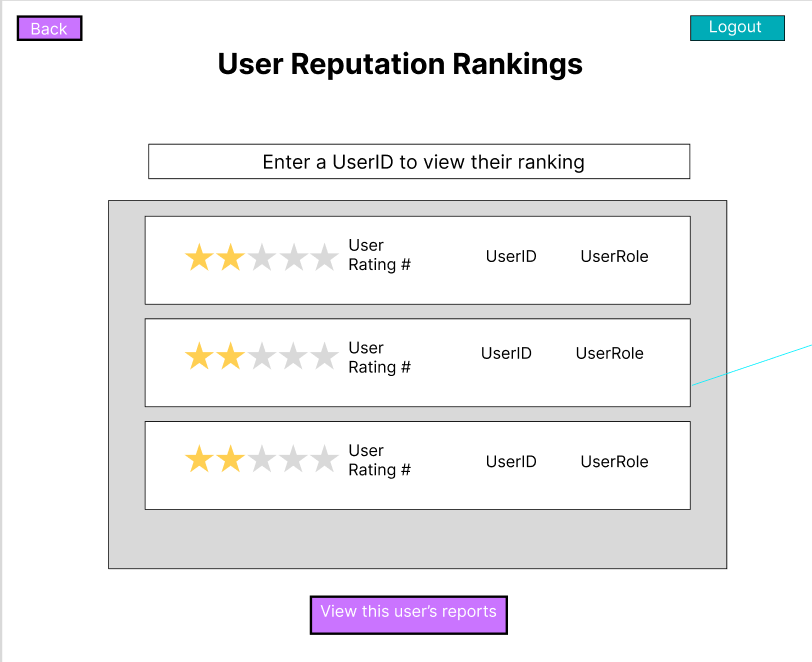 Back
Logout
User Reputation Rankings
Enter a UserID to view their ranking
User
Rating #
UserID
UserRole
User
Rating #
UserID
UserRole
User
Rating #
UserID
UserRole
View this user's reports